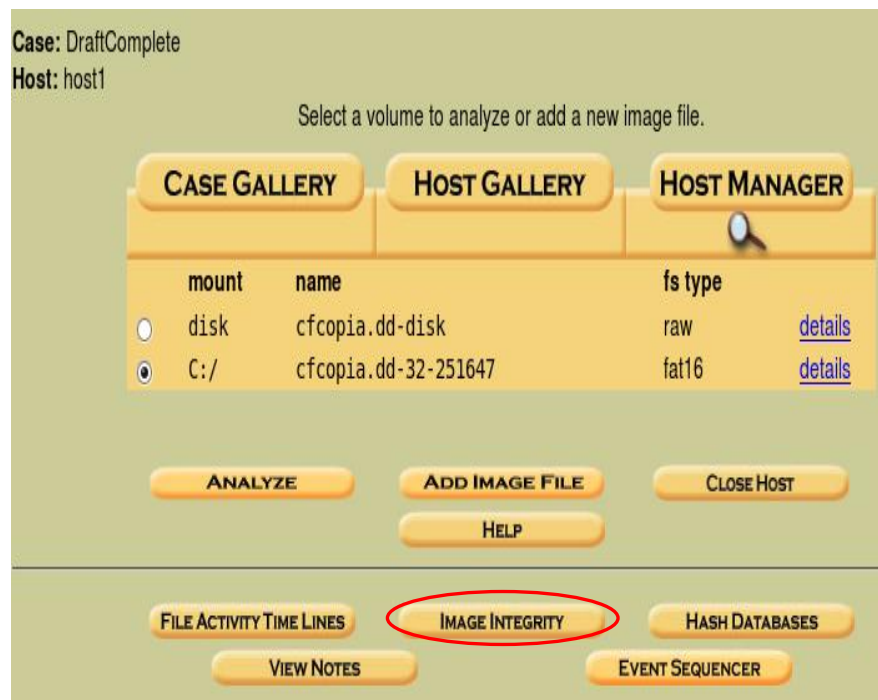 Case: DraftComplete
Host: host1
Select a volume to analyze or add a new image file.
CASE GALLERY HOST GALLERY HOST MANAGER
mount name fs type
disk cfcopia.dd-disk raw details
C:/ cfcopia.dd-32-251647 fat16 details
ANALYZE ADD IMAGE FILE CLOSE HOST
HELP
FILE ACTIVITY TIME LINES IMAGE INTEGRITY HASH DATABASES
VIEW NOTES EVENT SEQUENCER